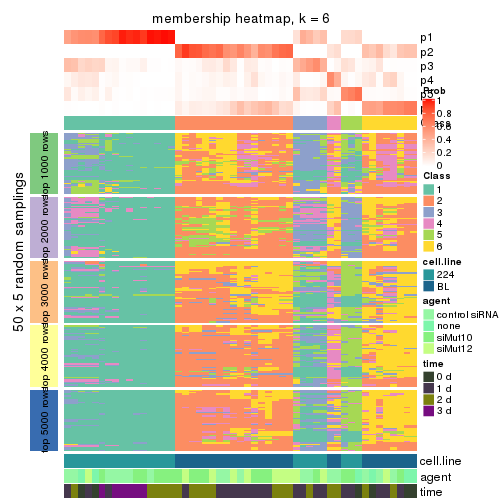 membership heatmap, k = 6
p1
p2
p3
p4
Prob
1
0.8
0.6
0.4
0.2
0
Class
1
2
3
4
5
6
cell.line
224
BL
agent
control siRNA
none
siMut10
siMut12
time
0 d
1 d
2 d
3 d
50 x 5 random samplings
top 1000 rows
top 2000 rows
top 3000 rows
top 4000 rows
top 5000 rows
cell.line
agent
time